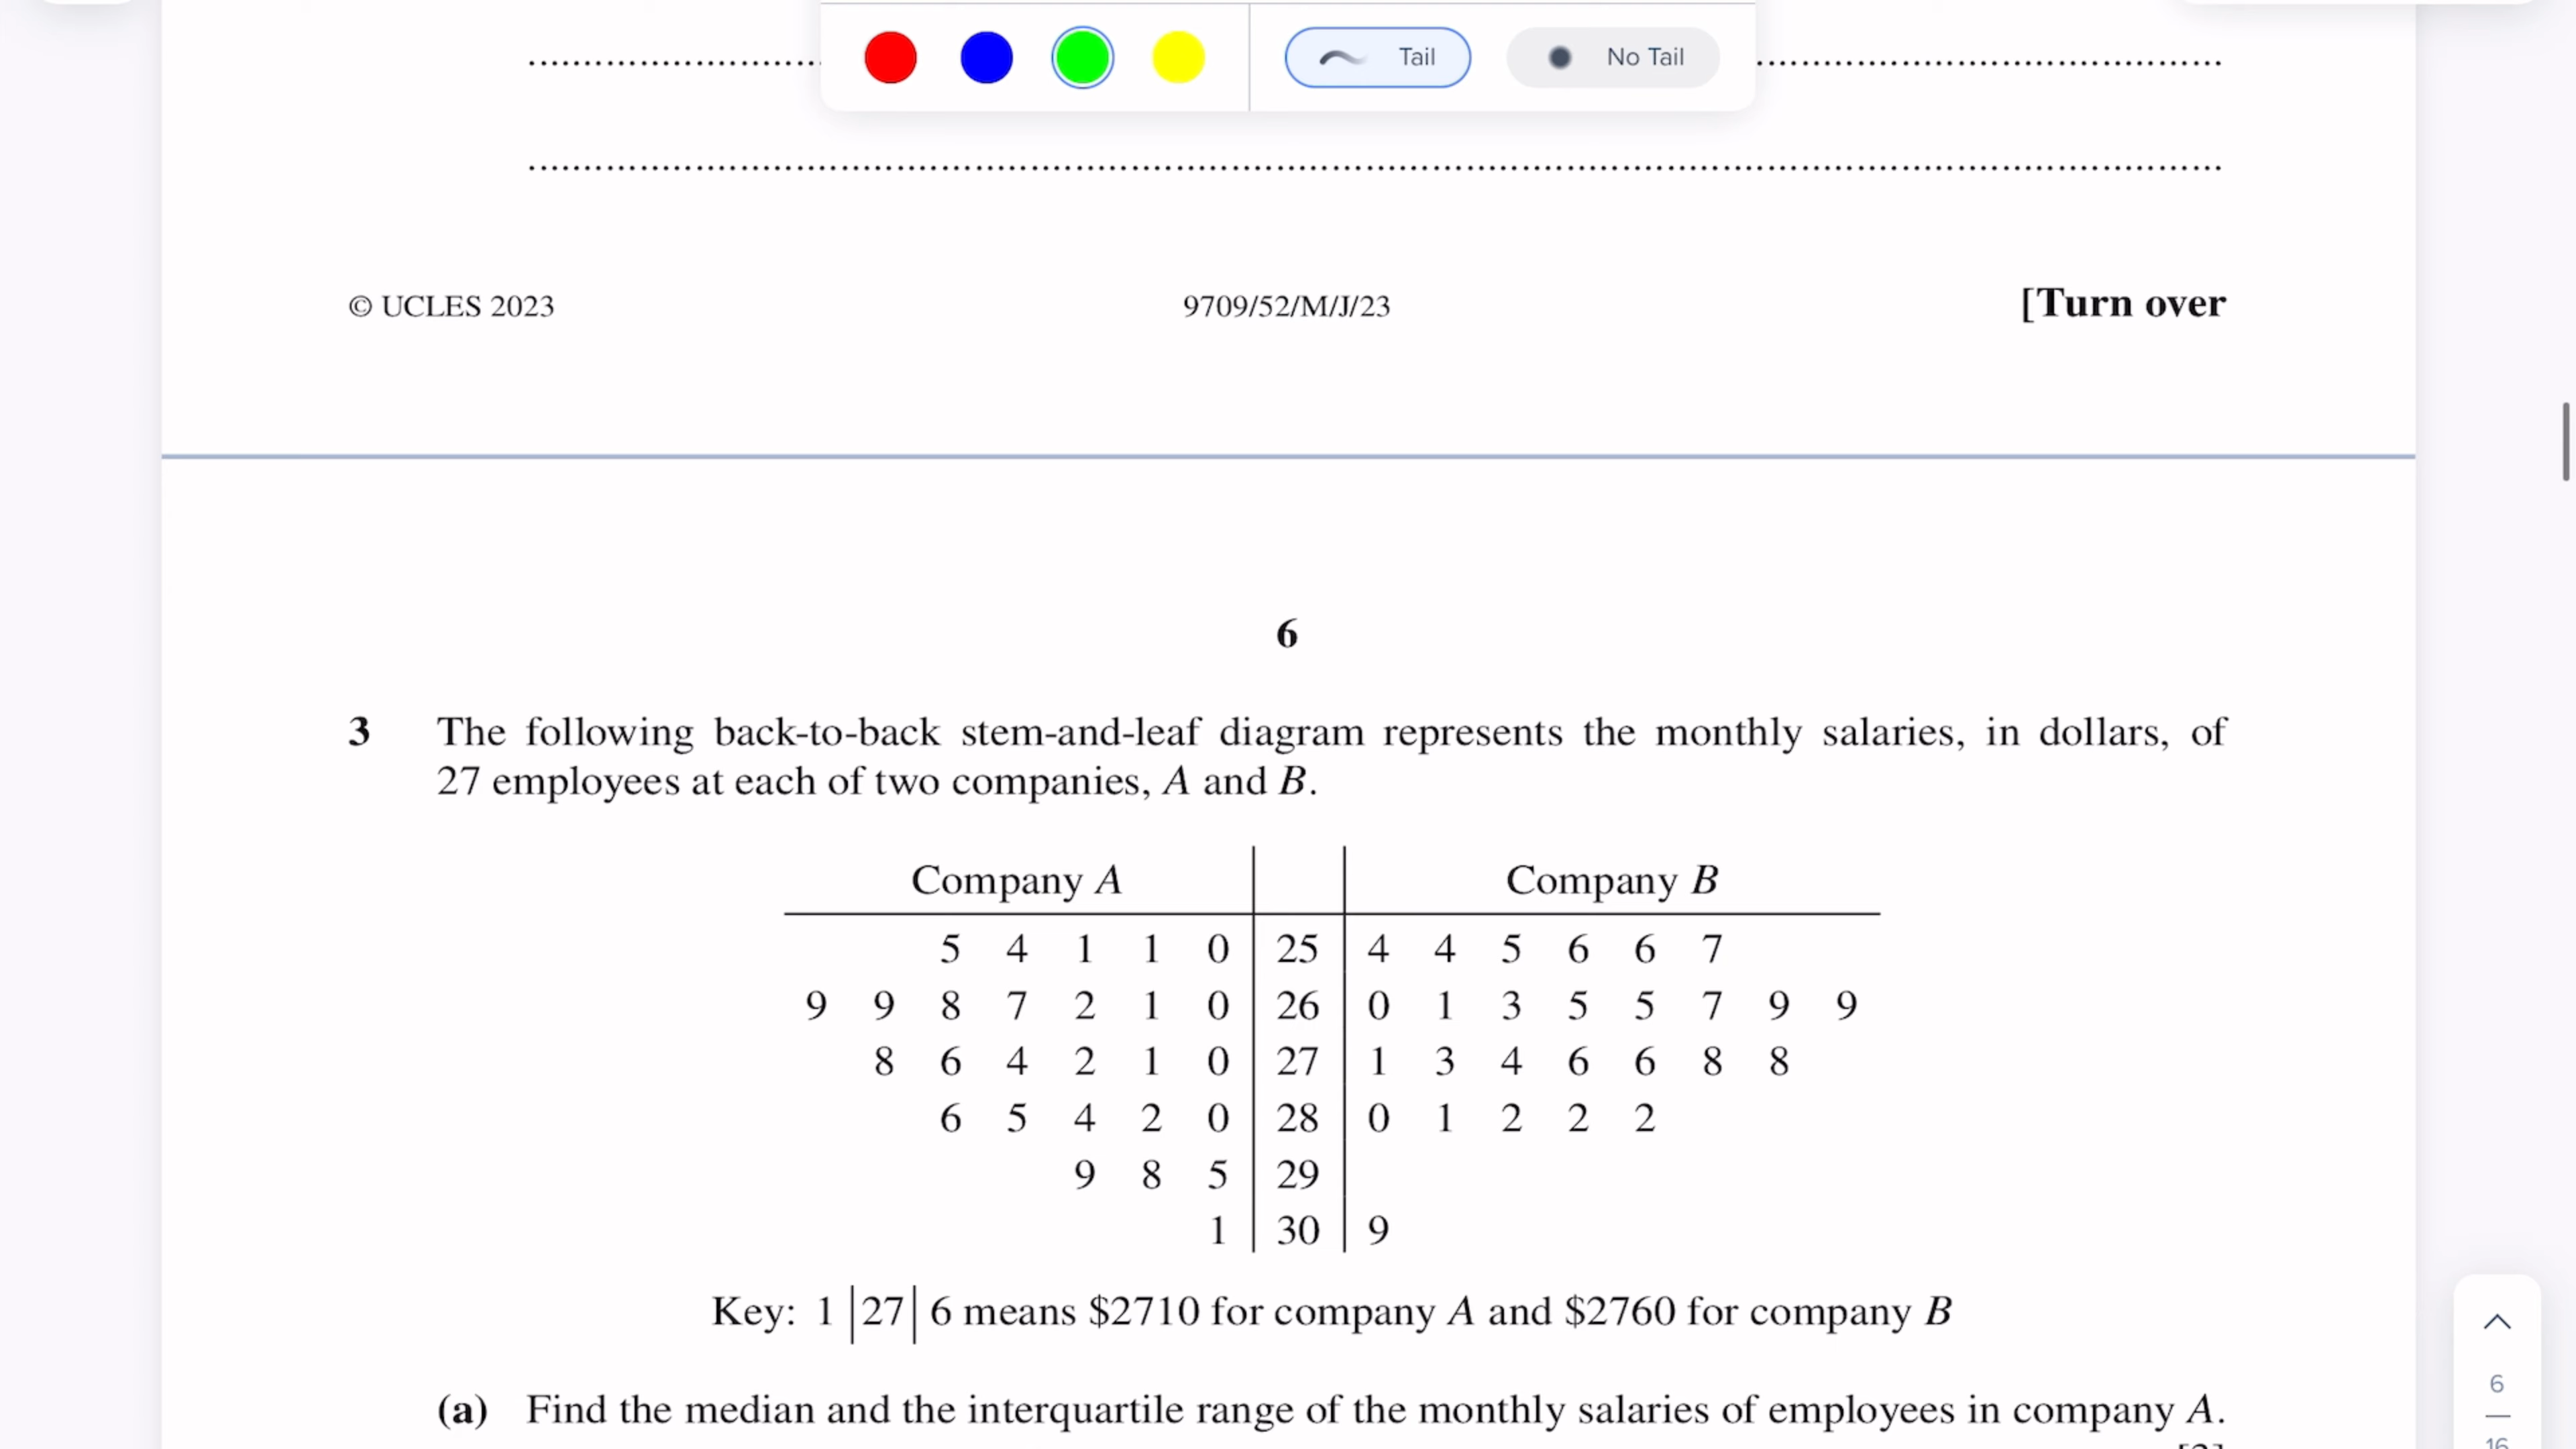 Tail No Tail
© UCLES 2023 9709/52/M/J/23 [Turn over
6
3 The following back-to-back stem-and-leaf diagram represents the monthly salaries, in dollars, of
27 employees at each of two companies, A and B.
Company A Company B
5 4 1 1 0 25 4 4 5 6 6 7
9 9 8 7 2 1 0 26 0 1 3 5 5 7 9 9
8 6 4 2 1 0 27 1 3 4 6 6 8 8
6 5 4 2 0 28 0 1 2 2 2
9 8 5 29
1 30 9
Key: 1 |27| 6 means $2710 for company A and $2760 for company B
(a) Find the median and the interquartile range of the monthly salaries of employees in company A.
6
16